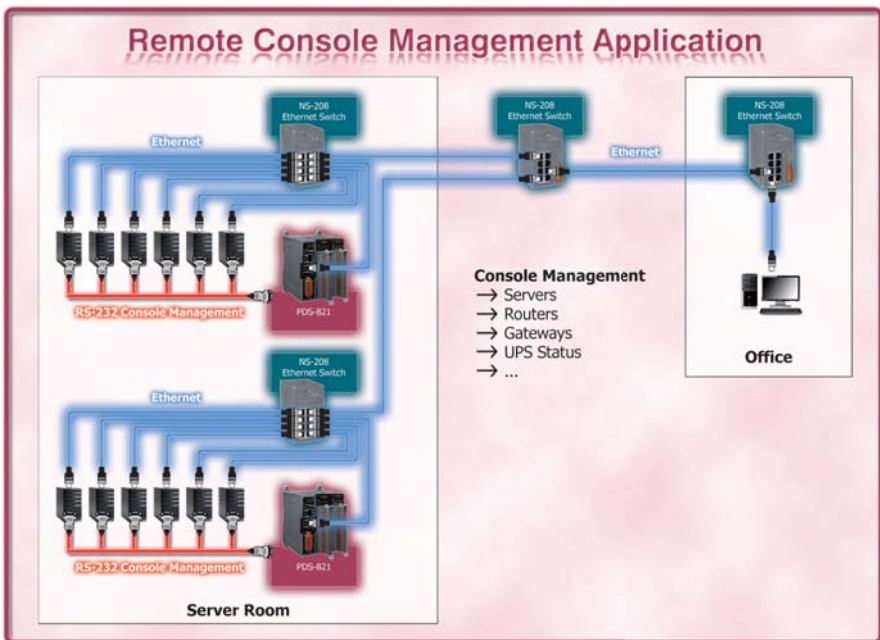 Remote Console Management Application
NS-208
Ethernet Switch
Ethernet
RS-232 Console Management
PDS-821
NS-208
Ethernet Switch
Ethernet
RS-232 Console Management
PDS-821
Server Room
NS-208
Ethernet Switch
Ethernet
Console Management
→ Servers
→ Routers
→ Gateways
→ UPS Status
→ ...
NS-208
Ethernet Switch
Office